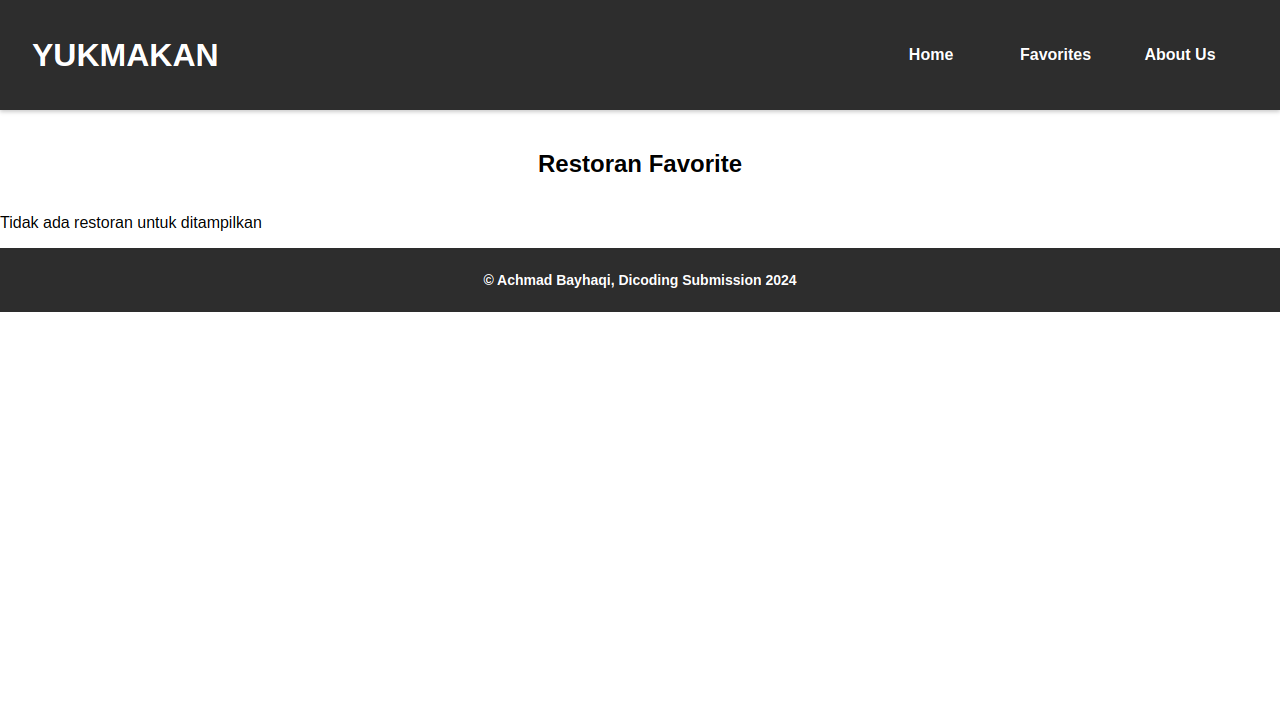 YUKMAKAN
Home Favorites About Us
Restoran Favorite
Tidak ada restoran untuk ditampilkan
© Achmad Bayhaqi, Dicoding Submission 2024